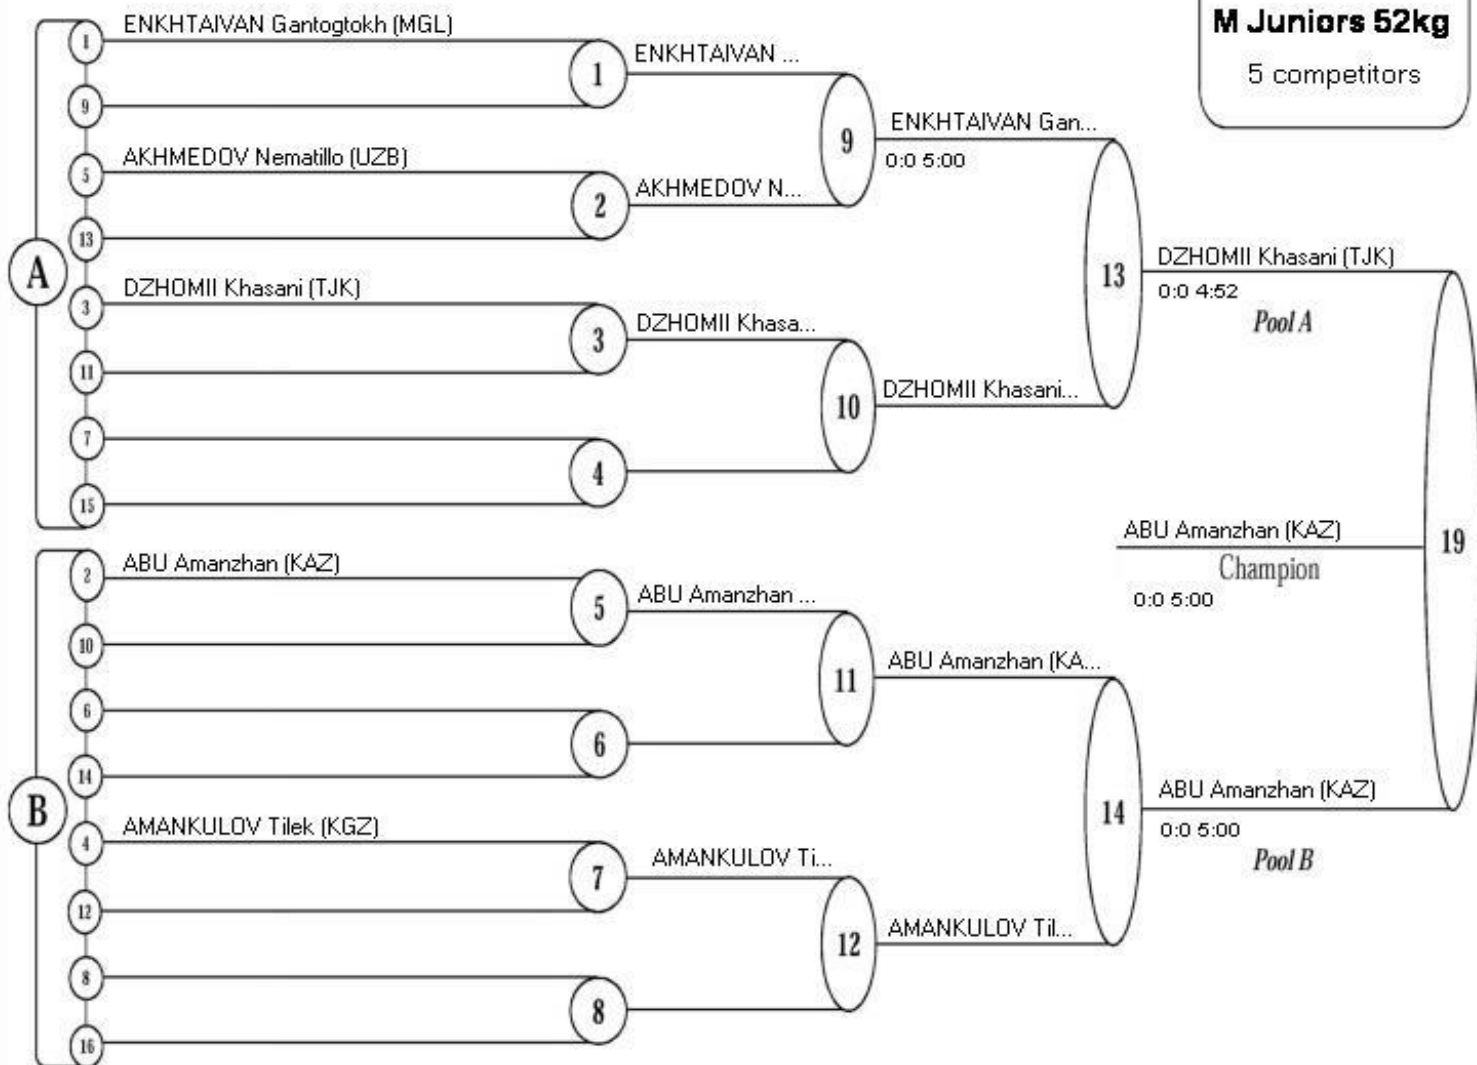 M Juniors 52kg
5 competitors
A
1
ENKHTAIVAN Gantogtokh (MGL)
9
1
ENKHTAIVAN ...
5
AKHMEDOV Nematillo (UZB)
13
2
AKHMEDOV N...
9
ENKHTAIVAN Gan...
0:0 5:00
3
DZHOMII Khasani (TJK)
11
3
DZHOMII Khasa...
7
15
4
10
DZHOMII Khasani...
13
DZHOMII Khasani (TJK)
0:0 4:52
Pool A
B
2
ABU Amanzhan (KAZ)
10
5
ABU Amanzhan ...
6
14
6
11
ABU Amanzhan (KA...
4
AMANKULOV Tilek (KGZ)
12
7
AMANKULOV Ti...
8
16
8
12
AMANKULOV Til...
14
ABU Amanzhan (KAZ)
0:0 5:00
Pool B
19
ABU Amanzhan (KAZ)
Champion
0:0 5:00